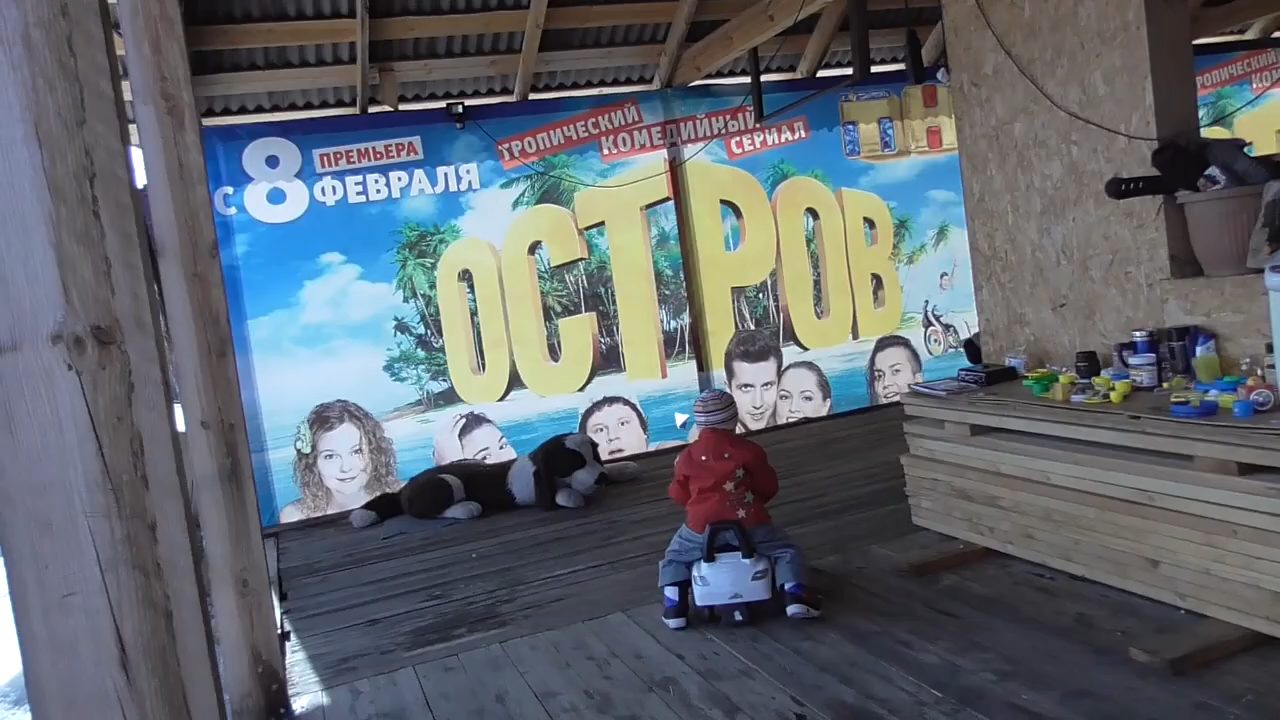 С 8 ПРЕМЬЕРА
ФЕВРАЛЯ
ТРОПИЧЕСКИЙ
КОМЕДИЙНЫЙ
СЕРИАЛ
ОСТРОВ
ТРОПИЧЕСКИЙ